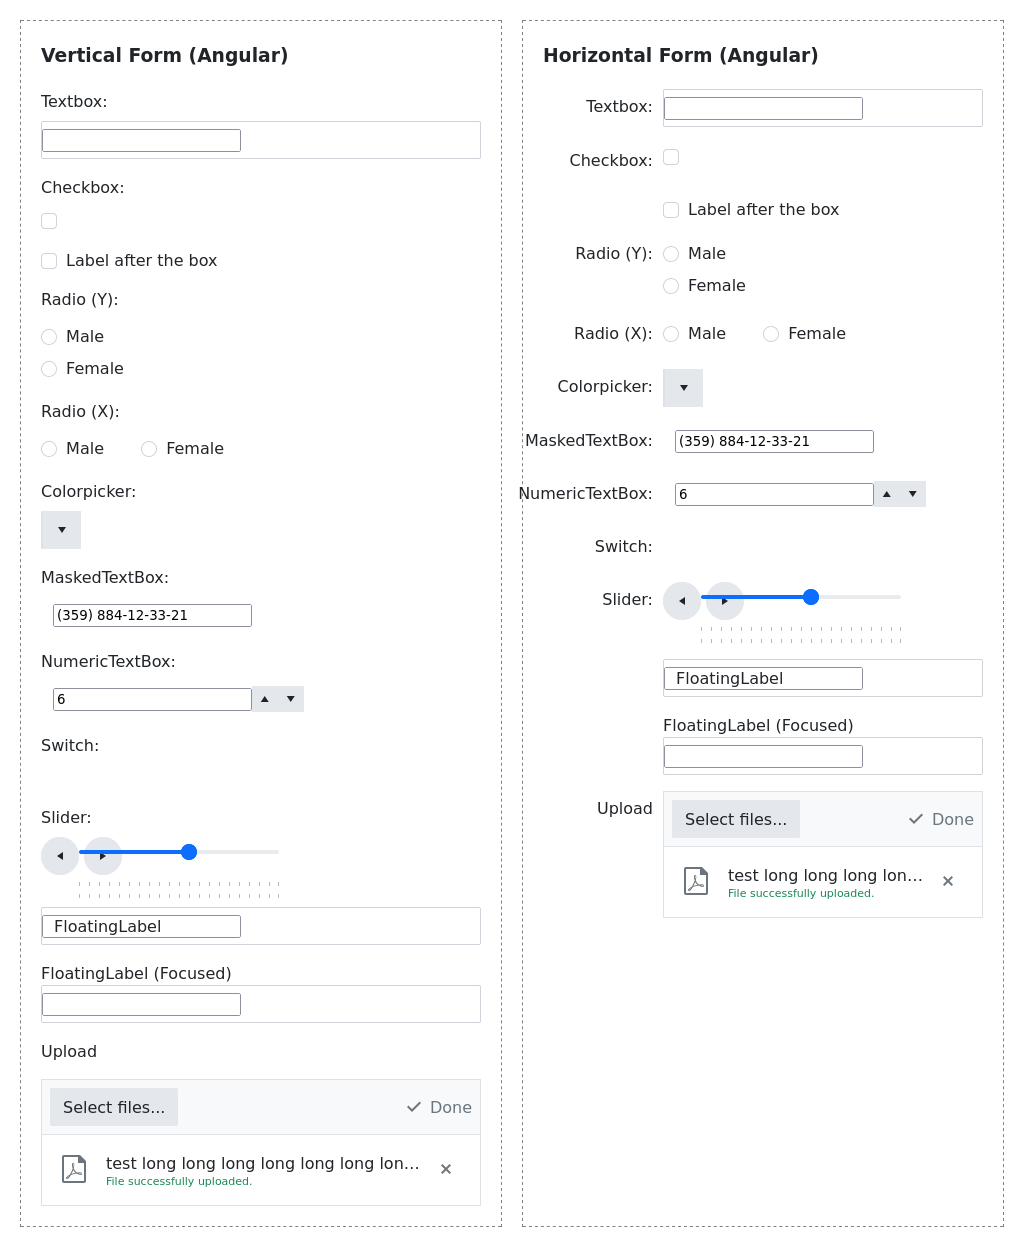 Vertical Form (Angular)
Textbox:
Checkbox:
Label after the box
Radio (Y):
Male
Female
Radio (X):
Male Female
Colorpicker:
MaskedTextBox:
(359) 884-12-33-21
NumericTextBox:
6
Switch:
Slider:
FloatingLabel
FloatingLabel (Focused)
Upload
Select files... Done
test long long long long long long lon...
File successfully uploaded.
Horizontal Form (Angular)
Textbox:
Checkbox:
Label after the box
Radio (Y): Male
Female
Radio (X): Male Female
Colorpicker:
MaskedTextBox: (359) 884-12-33-21
NumericTextBox: 6
Switch:
Slider:
FloatingLabel
FloatingLabel (Focused)
Upload Select files... Done
test long long long lon...
File successfully uploaded.